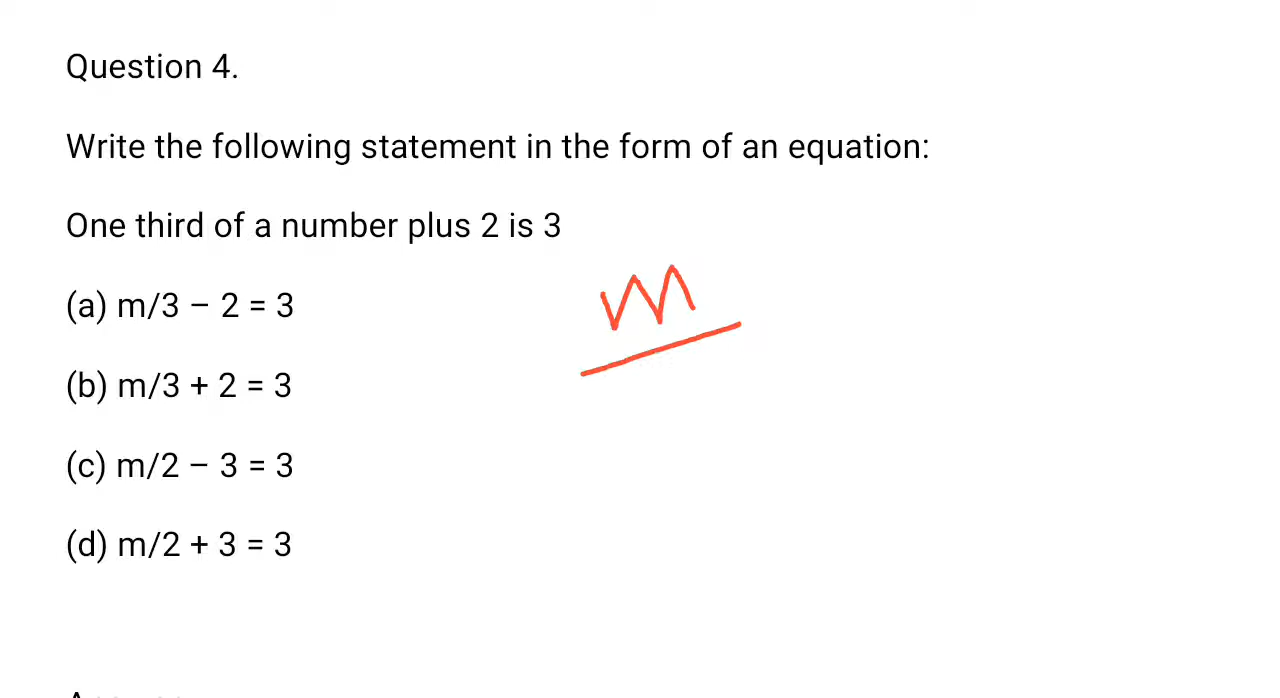 Question 4.
Write the following statement in the form of an equation:
One third of a number plus 2 is 3
(a) m/3 – 2 = 3
m
(b) m/3 + 2 = 3
(c) m/2 – 3 = 3
(d) m/2 + 3 = 3